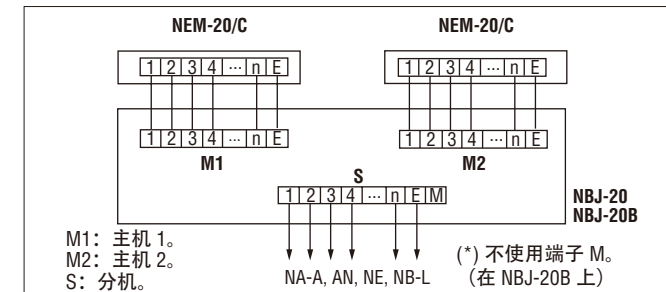 NEM-20/C NEM-20/C
1 2 3 4 ... n E 1 2 3 4 ... n E
1 2 3 4 ... n E 1 2 3 4 ... n E
M1 M2
S
1 2 3 4 ... n E M
NBJ-20
NBJ-20B
M1：主机 1。
M2：主机 2。
S：分机。
NA-A, AN, NE, NB-L
(*) 不使用端子 M。
（在 NBJ-20B 上）